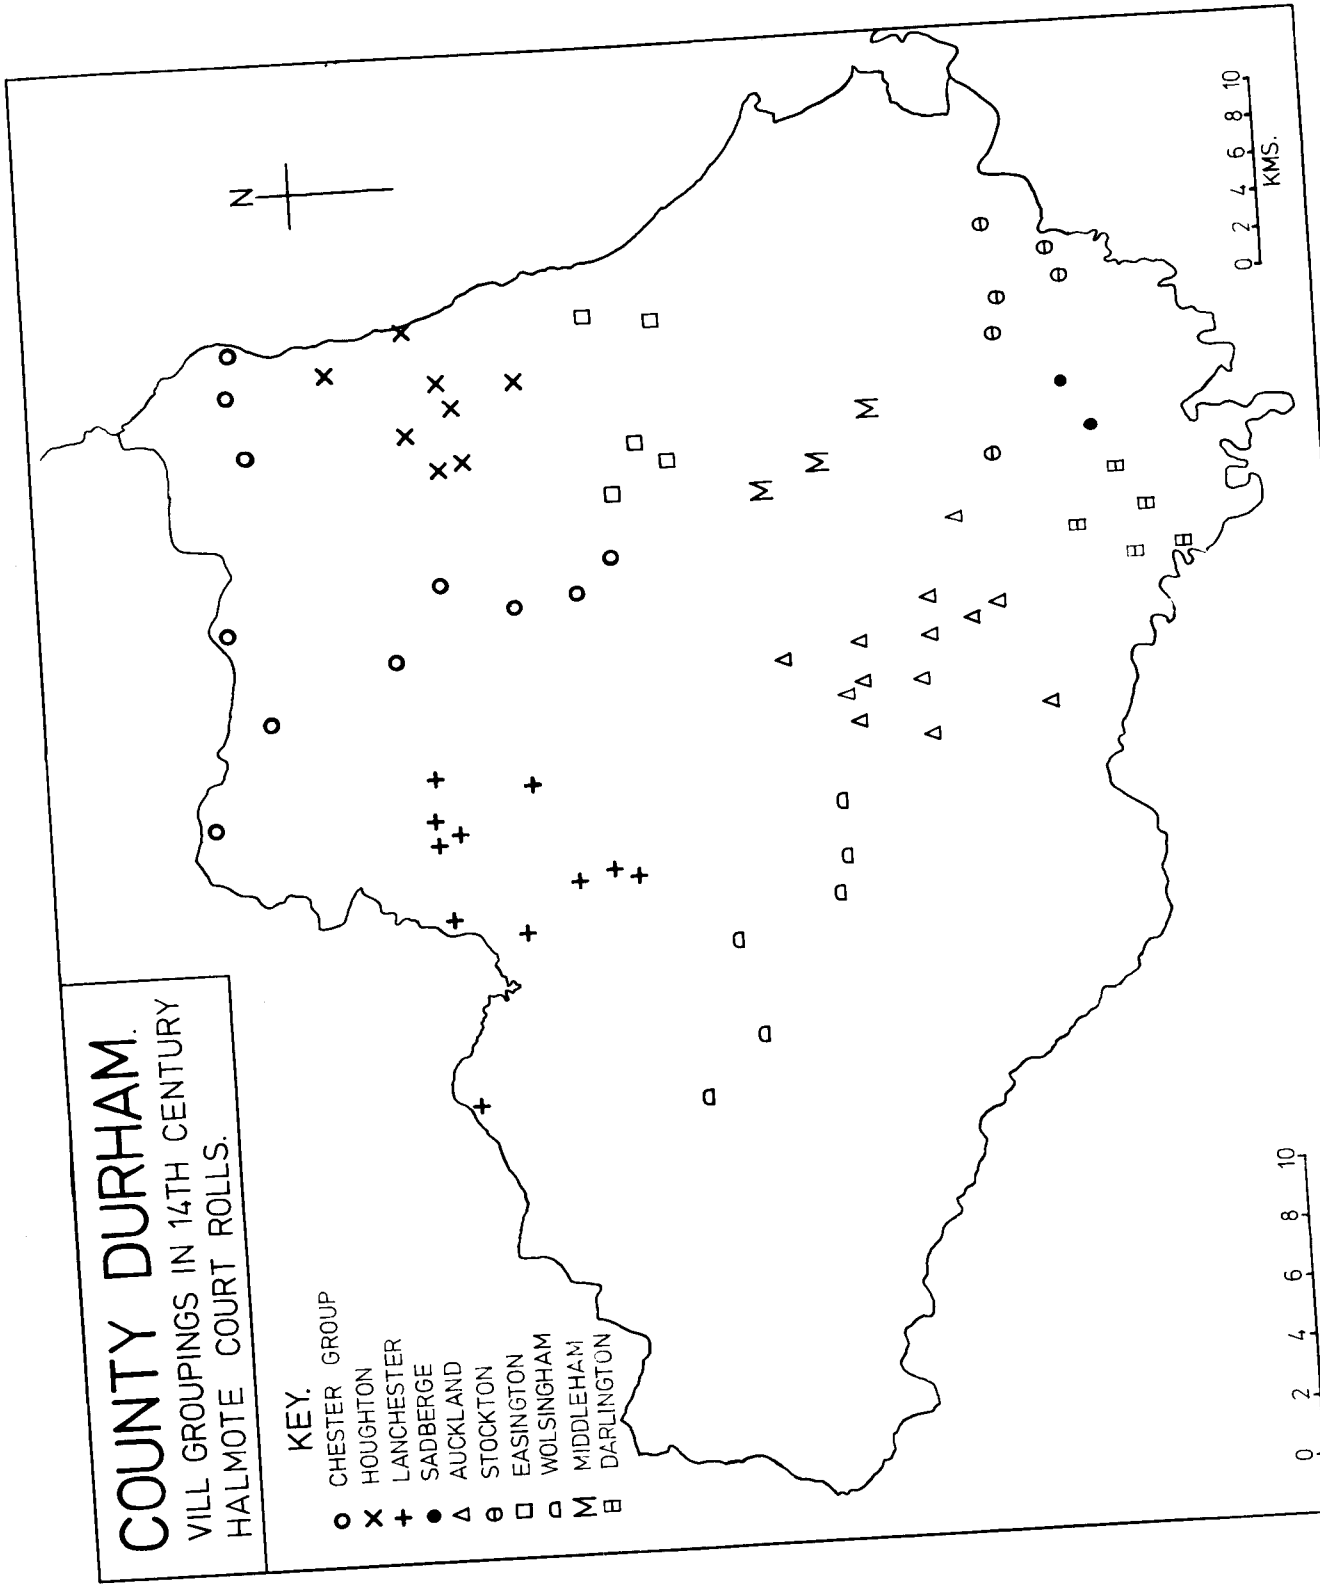 COUNTY DURHAM.
VILL GROUPINGS IN 14TH CENTURY
HALMOTE COURT ROLLS.
KEY.
CHESTER GROUP
HOUGHTON
LANCHESTER
SADBERGE
AUCKLAND
STOCKTON
EASINGTON
WOLSINGHAM
M MIDDLEHAM
DARLINGTON
N
M
M
M
0 2 4 6 8 10
KMS.
0 2 4 6 8 10